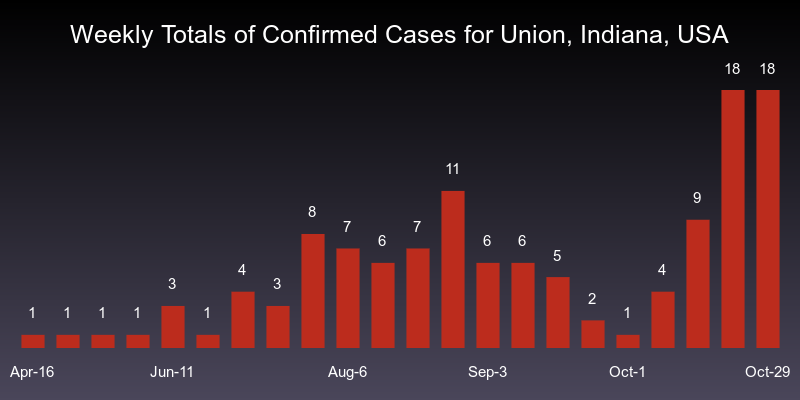 Weekly Totals of Confirmed Cases for Union, Indiana, USA
1 1 1 1 3 1 4 3 8 7 6 7 11 6 6 5 2 1 4 9 18 18
Apr-16 Jun-11 Aug-6 Sep-3 Oct-1 Oct-29